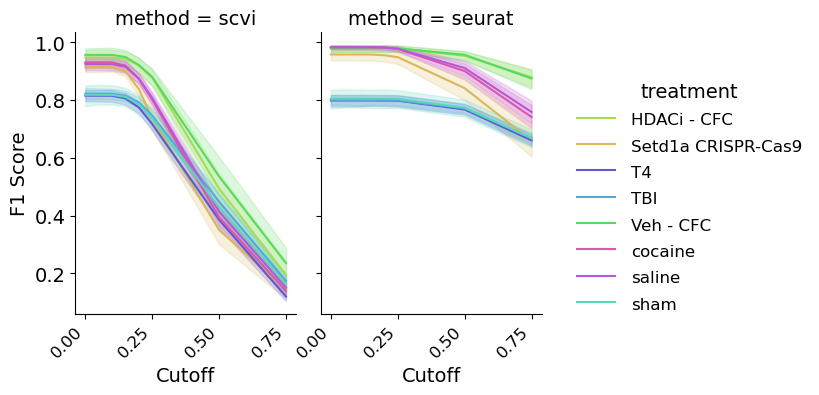 method = scvi
method = seurat
F1 Score
1.0
0.8
0.6
0.4
0.2
0.00
0.25
0.50
0.75
Cutoff
0.00
0.25
0.50
0.75
Cutoff
treatment
HDACi - CFC
Setd1a CRISPR-Cas9
T4
TBI
Veh - CFC
cocaine
saline
sham